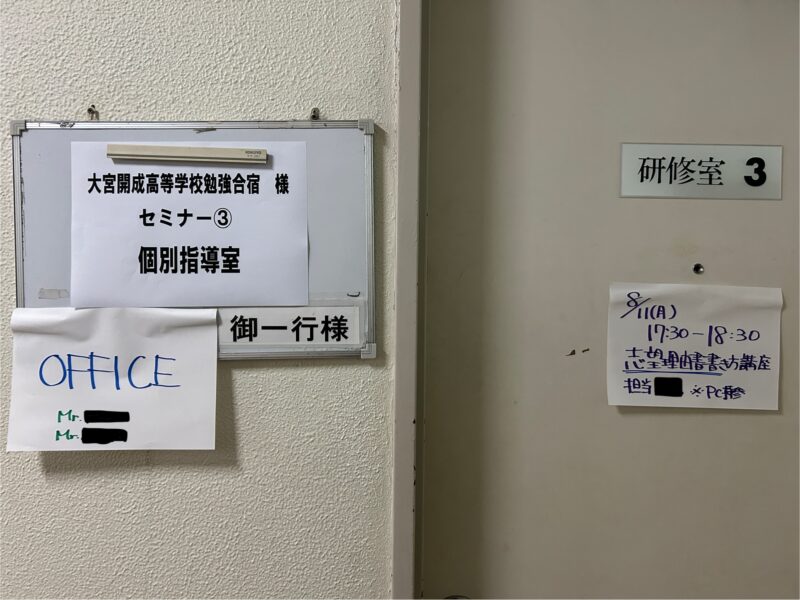 大宮開成高等学校勉強合宿 様
セミナー③
個別指導室
御一行様
OFFICE
Mr.
Mr.
研修室 3
8/11(月)
17:30-18:30
志望理由書書き方講座
担当 ※PC持参